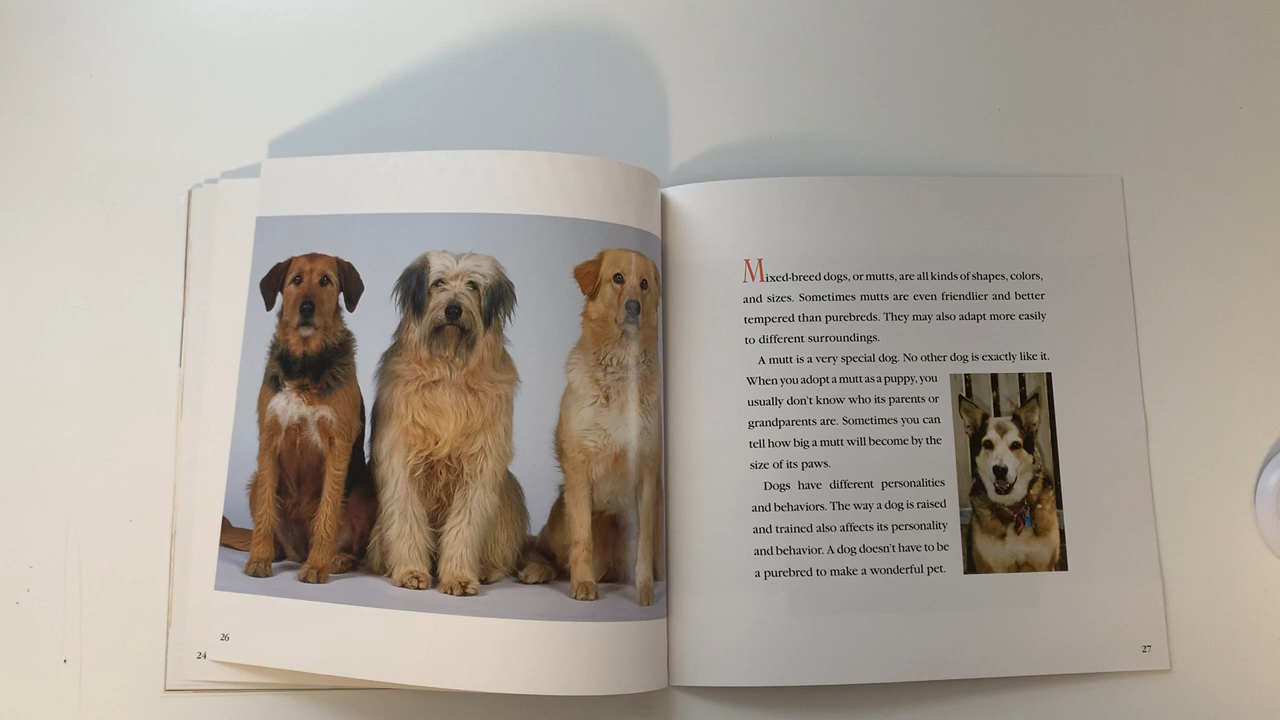 Mixed-breed dogs, or mutts, are all kinds of shapes, colors,
and sizes. Sometimes mutts are even friendlier and better
tempered than purebreds. They may also adapt more easily
to different surroundings.
A mutt is a very special dog. No other dog is exactly like it.
When you adopt a mutt as a puppy, you
usually don't know who its parents or
grandparents are. Sometimes you can
tell how big a mutt will become by the
size of its paws.
Dogs have different personalities
and behaviors. The way a dog is raised
and trained also affects its personality
and behavior. A dog doesn't have to be
a purebred to make a wonderful pet.
26
24
27